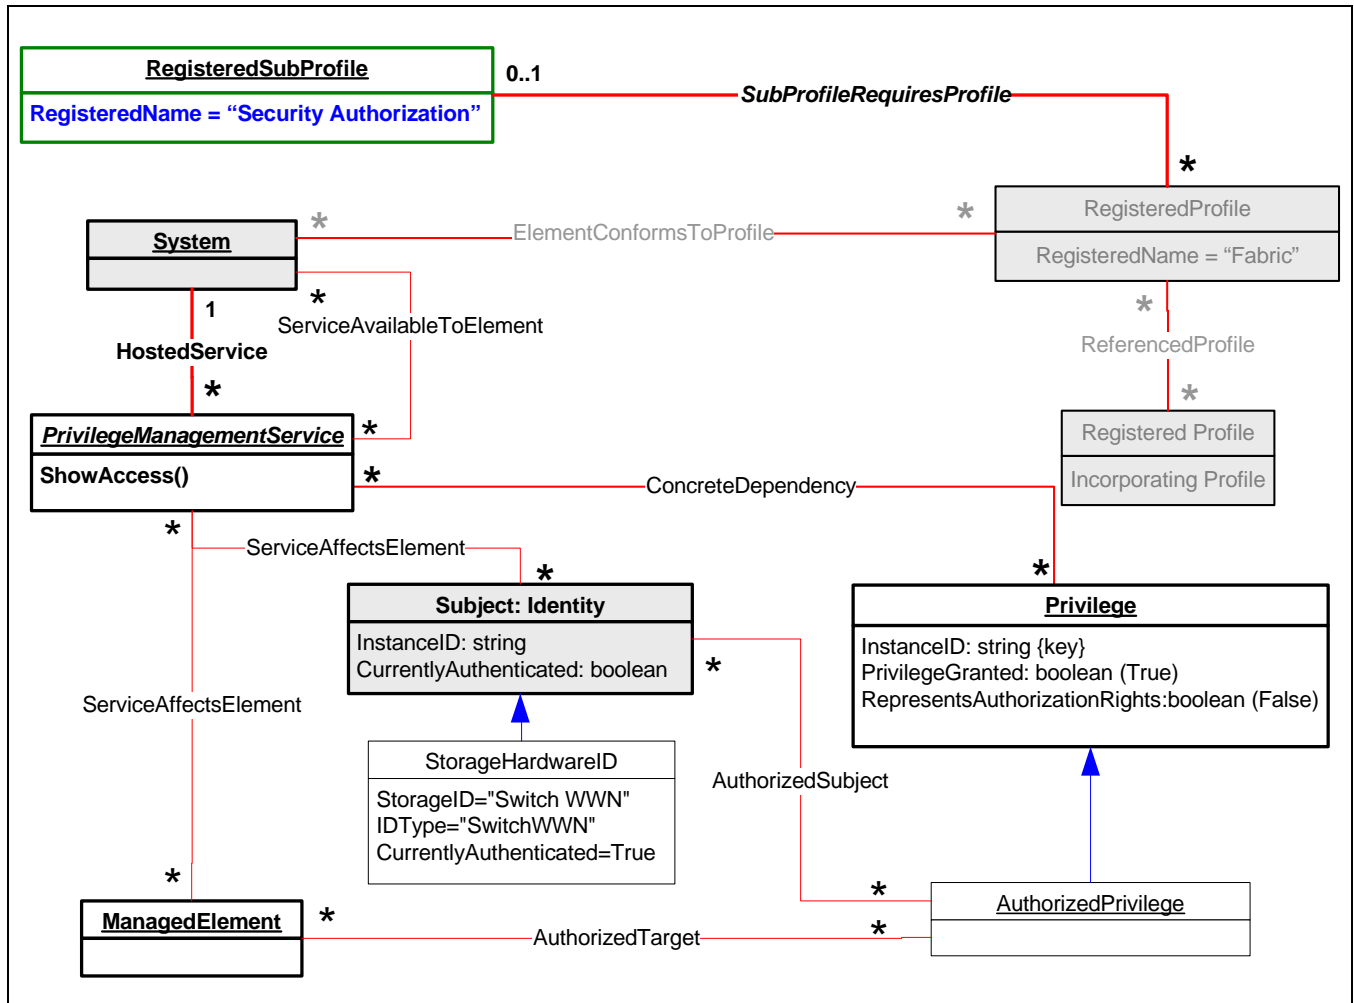 RegisteredSubProfile
RegisteredName = “Security Authorization”
0..1
SubProfileRequiresProfile
*
RegisteredProfile
RegisteredName = “Fabric”
*
ElementConformsToProfile
*
System
*
ServiceAvailableToElement
*
1
HostedService
*
*
ReferencedProfile
*
Registered Profile
Incorporating Profile
PrivilegeManagementService
ShowAccess()
*
ConcreteDependency
*
*
ServiceAffectsElement
*
Subject: Identity
InstanceID: string
CurrentlyAuthenticated: boolean
*
Privilege
InstanceID: string {key}
PrivilegeGranted: boolean (True)
RepresentsAuthorizationRights:boolean (False)
ServiceAffectsElement
*
StorageHardwareID
StorageID="Switch WWN"
IDType="SwitchWWN"
CurrentlyAuthenticated=True
AuthorizedSubject
*
AuthorizedPrivilege
ManagedElement
*
AuthorizedTarget
*